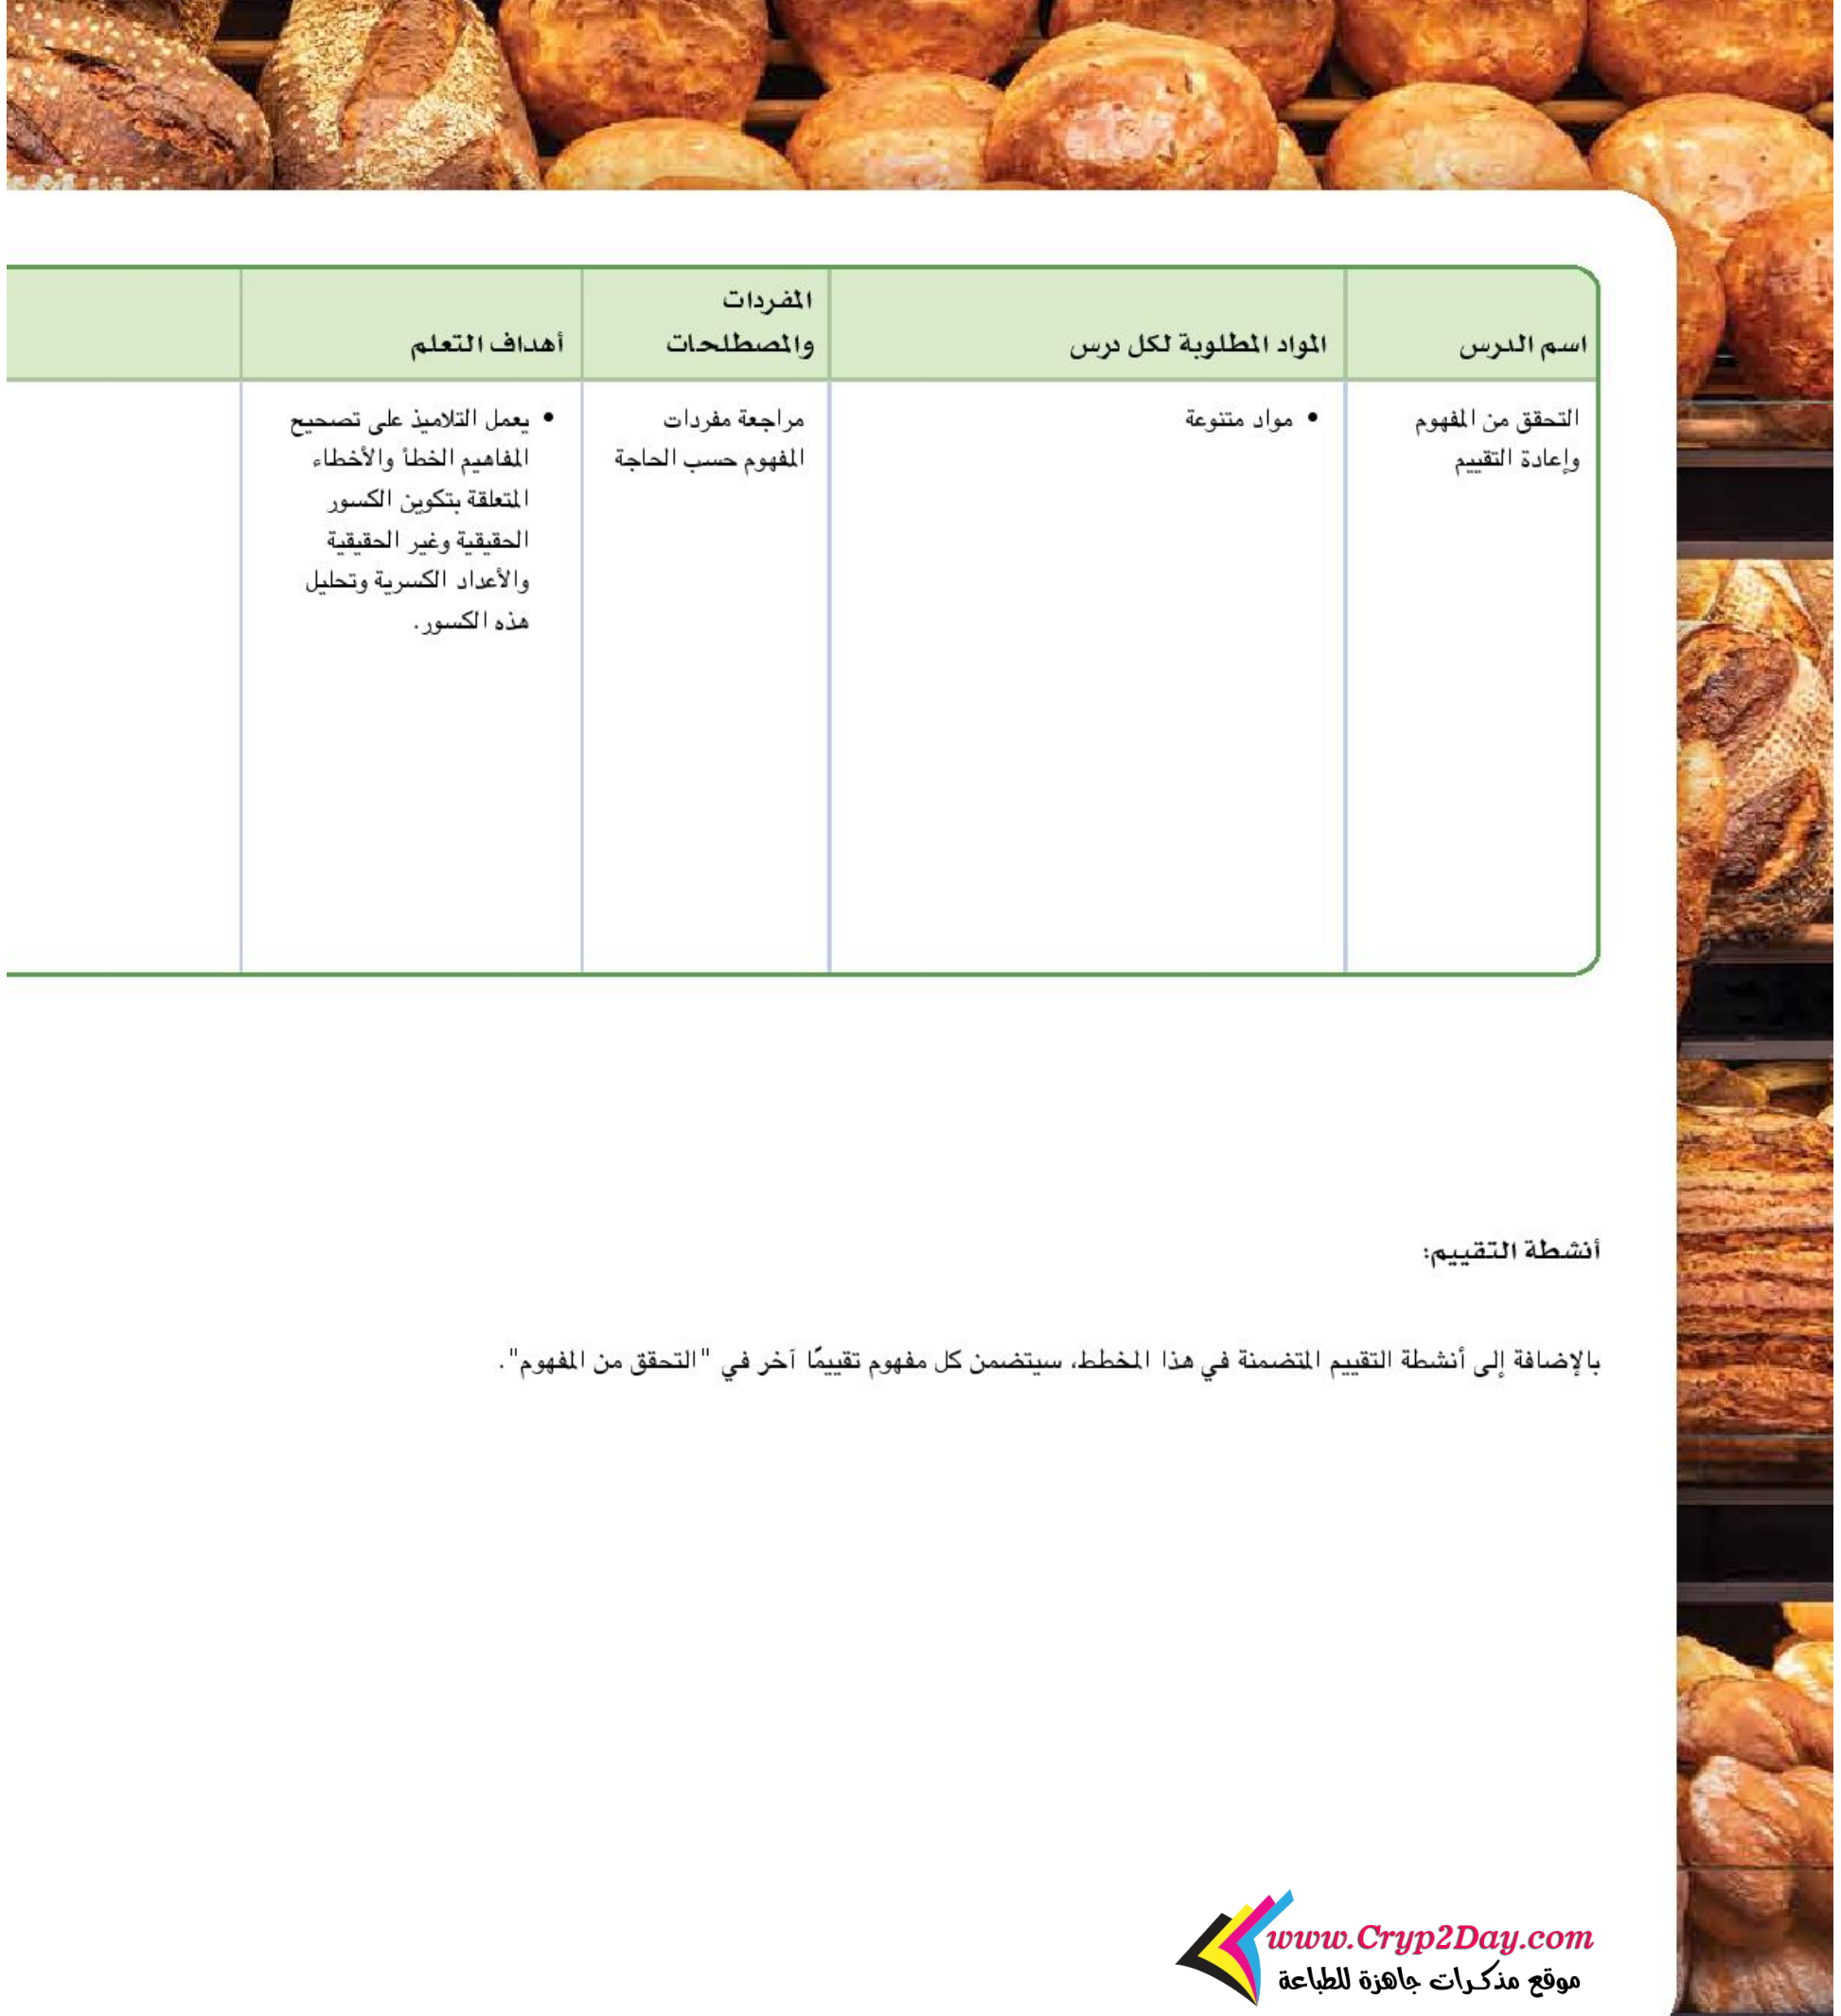 اسم الدرس
المواد المطلوبة لكل درس
المفردات
والمصطلحات
أهداف التعلم
التحقق من المفهوم
وإعادة التقييم
• مواد متنوعة
مراجعة مفردات
المفهوم حسب الحاجة
• يعمل التلاميذ على تصحيح
المفاهيم الخطأ والأخطاء
المتعلقة بتكوين الكسور
الحقيقية وغير الحقيقية
والأعداد الكسرية وتحليل
هذه الكسور.
أنشطة التقييم:
بالإضافة إلى أنشطة التقييم المتضمنة في هذا المخطط، سيتضمن كل مفهوم تقييمًا آخر في "التحقق من المفهوم".
www.Cryp2Day.com
موقع مذكرات جاهزة للطباعة